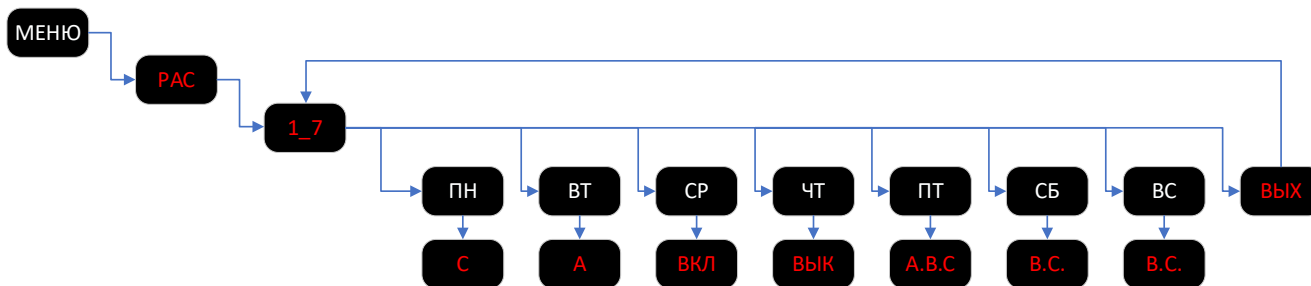 МЕНЮ
РАС
1_7
ПН ВТ СР ЧТ ПТ СБ ВС ВЫХ
С А ВКЛ ВЫК А.В.С В.С. В.С.